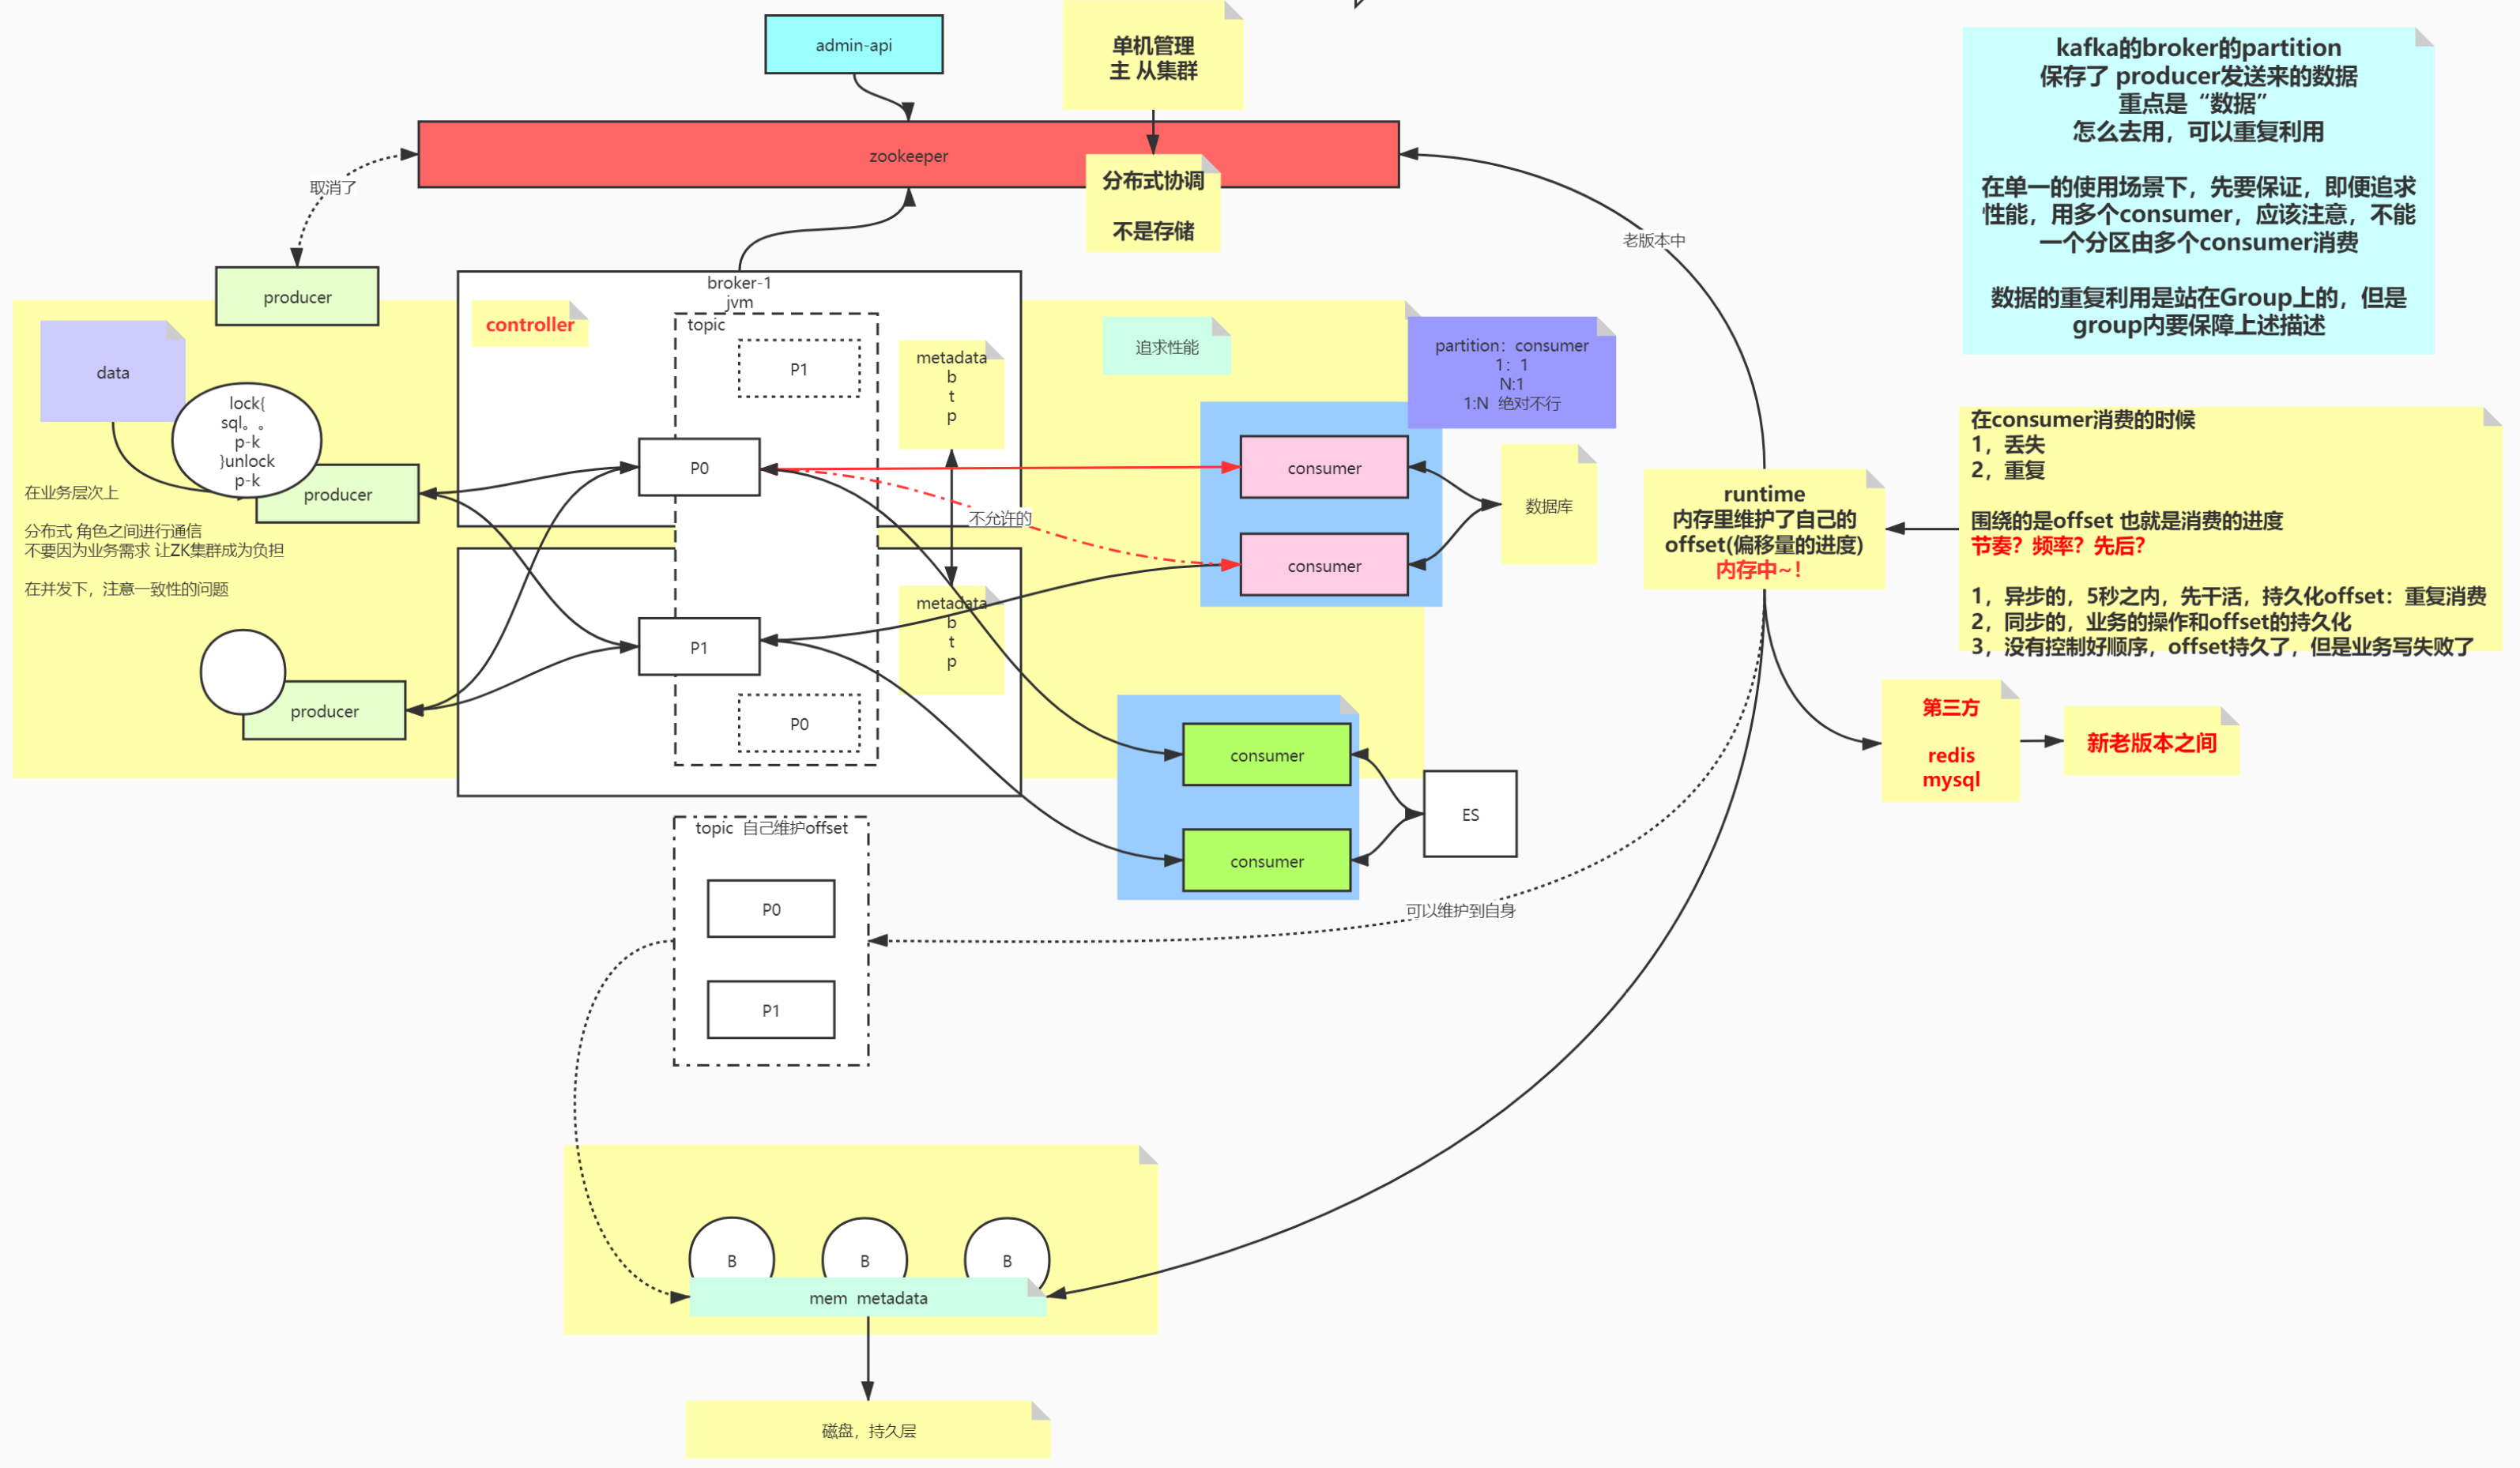 admin-api
单机管理
主 从集群
zookeeper
分布式协调
不是存储
取消了
老版本中
kafka的broker的partition
保存了 producer发送来的数据
重点是“数据”
怎么去用，可以重复利用
在单一的使用场景下，先要保证，即便追求
性能，用多个consumer，应该注意，不能
一个分区由多个consumer消费
数据的重复利用是站在Group上的，但是
group内要保障上述描述
producer
data
lock{
sql。。
p-k
}unlock
p-k
producer
在业务层次上
分布式 角色之间进行通信
不要因为业务需求 让ZK集群成为负担
在并发下，注意一致性的问题
producer
broker-1
jvm
controller
topic
P1
P0
metadata
b
t
p
不允许的
P1
metadata
b
t
p
P0
追求性能
partition：consumer
1：1
N:1
1:N 绝对不行
consumer
consumer
数据库
consumer
consumer
ES
runtime
内存里维护了自己的
offset(偏移量的进度)
内存中~！
在consumer消费的时候
1，丢失
2，重复
围绕的是offset 也就是消费的进度
节奏？频率？先后？
1，异步的，5秒之内，先干活，持久化offset：重复消费
2，同步的，业务的操作和offset的持久化
3，没有控制好顺序，offset持久了，但是业务写失败了
第三方
redis
mysql
新老版本之间
topic 自己维护offset
P0
P1
可以维护到自身
B
B
B
mem metadata
磁盘，持久层